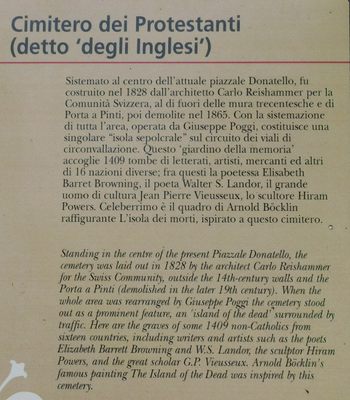 Cimitero dei Protestanti
(detto 'degli Inglesi')
Sistemato al centro dell'attuale piazzale Donatello, fu
costruito nel 1828 dall'architetto Carlo Reishammer per la
Comunità Svizzera, al di fuori delle mura trecentesche e di
Porta a Pinti, poi demolite nel 1865. Con la sistemazione
di tutta l'area, operata da Giuseppe Poggi, costituisce una
singolare "isola sepolcrale" sul circuito dei viali di
circonvallazione. Questo 'giardino della memoria'
accoglie 1409 tombe di letterati, artisti, mercanti ed altri
di 16 nazioni diverse; fra questi la poetessa Elisabeth
Barret Browning, il poeta Walter S. Landor, il grande
uomo di cultura Jean Pierre Vieusseux, lo scultore Hiram
Powers. Celeberrimo è il quadro di Arnold Böcklin
raffigurante L'isola dei morti, ispirato a questo cimitero.
Standing in the centre of the present Piazzale Donatello, the
cemetery was laid out in 1828 by the architect Carlo Reishammer
for the Swiss Community, outside the 14th-century walls and the
Porta a Pinti (demolished in the later 19th century). When the
whole area was rearranged by Giuseppe Poggi the cemetery stood
out as a prominent feature, an 'island of the dead' surrounded by
traffic. Here are the graves of some 1409 non-Catholics from
sixteen countries, including writers and artists such as the poets
Elizabeth Barrett Browning and W.S. Landor, the sculptor Hiram
Powers, and the great scholar G.P. Vieusseux. Arnold Böcklin's
famous painting The Island of the Dead was inspired by this
cemetery.